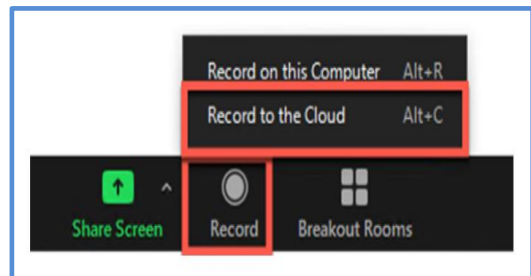 Record on this Computer Alt+R
Record to the Cloud Alt+C
Share Screen Record Breakout Rooms